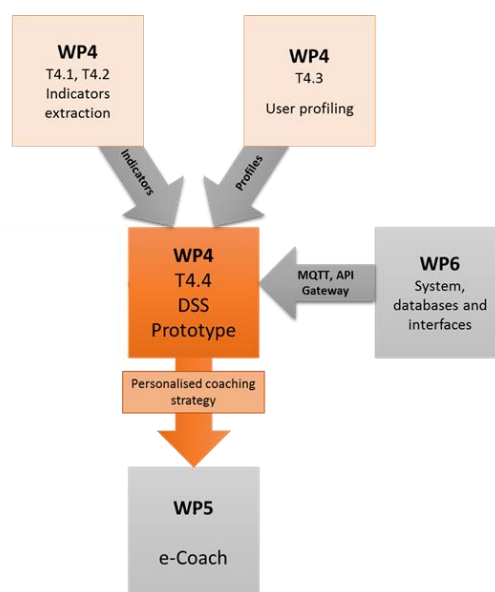 WP4
T4.1, T4.2
Indicators
extraction
WP4
T4.3
User profiling
Indicators
Profiles
WP4
T4.4
DSS
Prototype
MQTT, API
Gateway
WP6
System,
databases and
interfaces
Personalised coaching
strategy
WP5
e-Coach